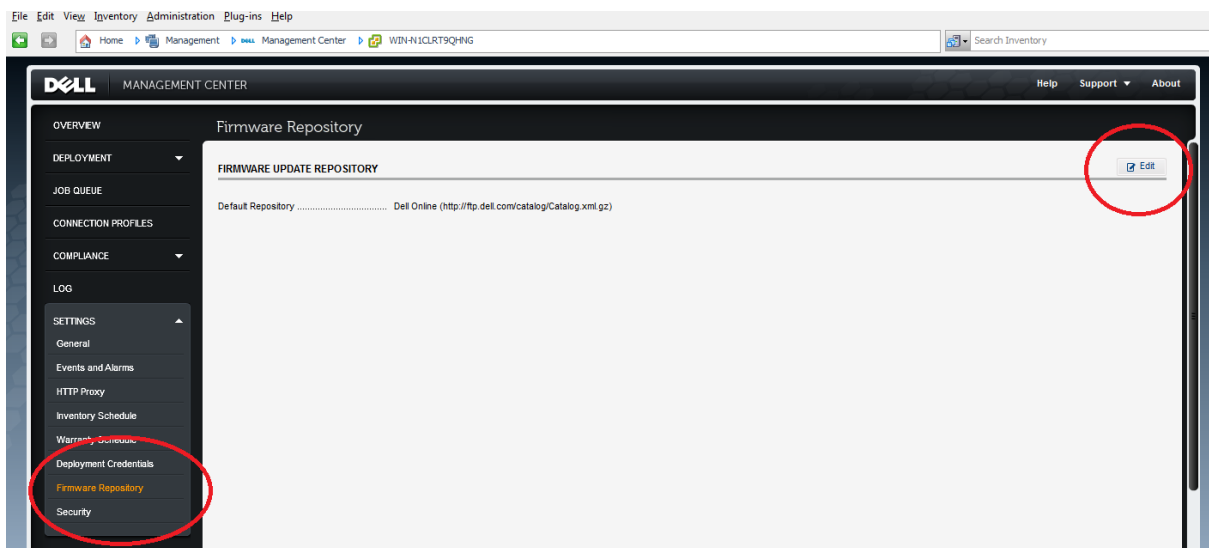 File Edit View Inventory Administration Plug-ins Help
Home Management DELL Management Center WIN-N1CLRT9QHNG Search Inventory
DELL MANAGEMENT CENTER Help Support About
OVERVIEW
Firmware Repository
DEPLOYMENT
FIRMWARE UPDATE REPOSITORY Edit
JOB QUEUE
Default Repository .................................. Dell Online (http://ftp.dell.com/catalog/Catalog.xml.gz)
CONNECTION PROFILES
COMPLIANCE
LOG
SETTINGS
General
Events and Alarms
HTTP Proxy
Inventory Schedule
Warranty Schedule
Deployment Credentials
Firmware Repository
Security